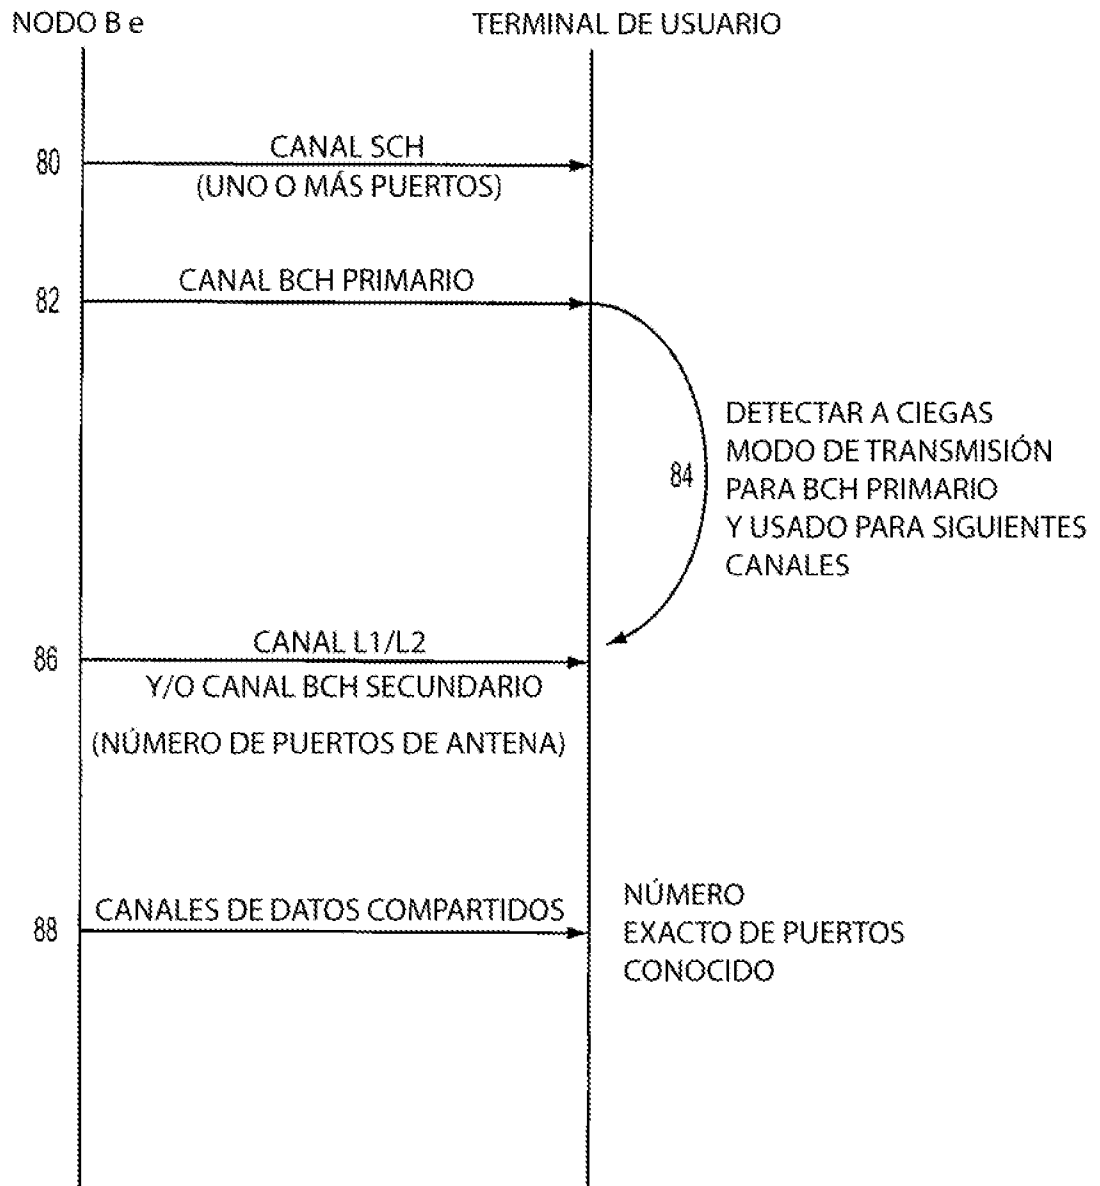 NODO B e
TERMINAL DE USUARIO
80
CANAL SCH
(UNO O MÁS PUERTOS)
82
CANAL BCH PRIMARIO
84
DETECTAR A CIEGAS
MODO DE TRANSMISIÓN
PARA BCH PRIMARIO
Y USADO PARA SIGUIENTES
CANALES
86
CANAL L1/L2
Y/O CANAL BCH SECUNDARIO
(NÚMERO DE PUERTOS DE ANTENA)
88
CANALES DE DATOS COMPARTIDOS
NÚMERO
EXACTO DE PUERTOS
CONOCIDO